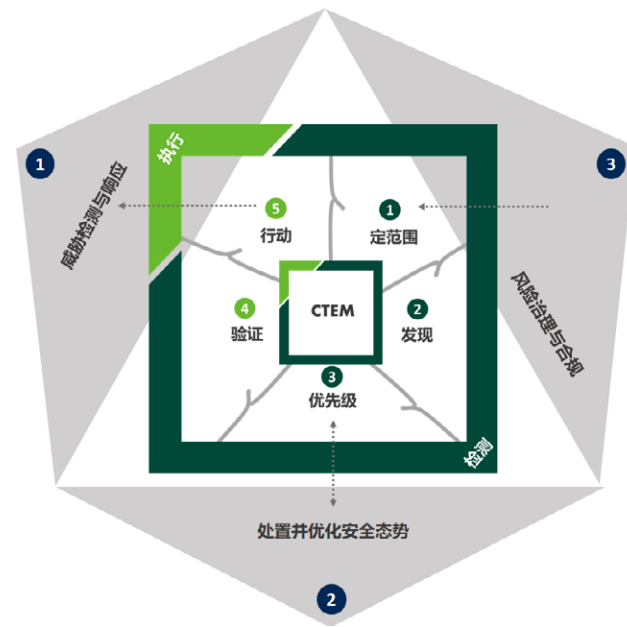 执行
1
威胁检测与响应
3
风险治理与合规
5
行动
1
定范围
4
验证
CTEM
2
发现
3
优先级
检测
处置并优化安全态势
2